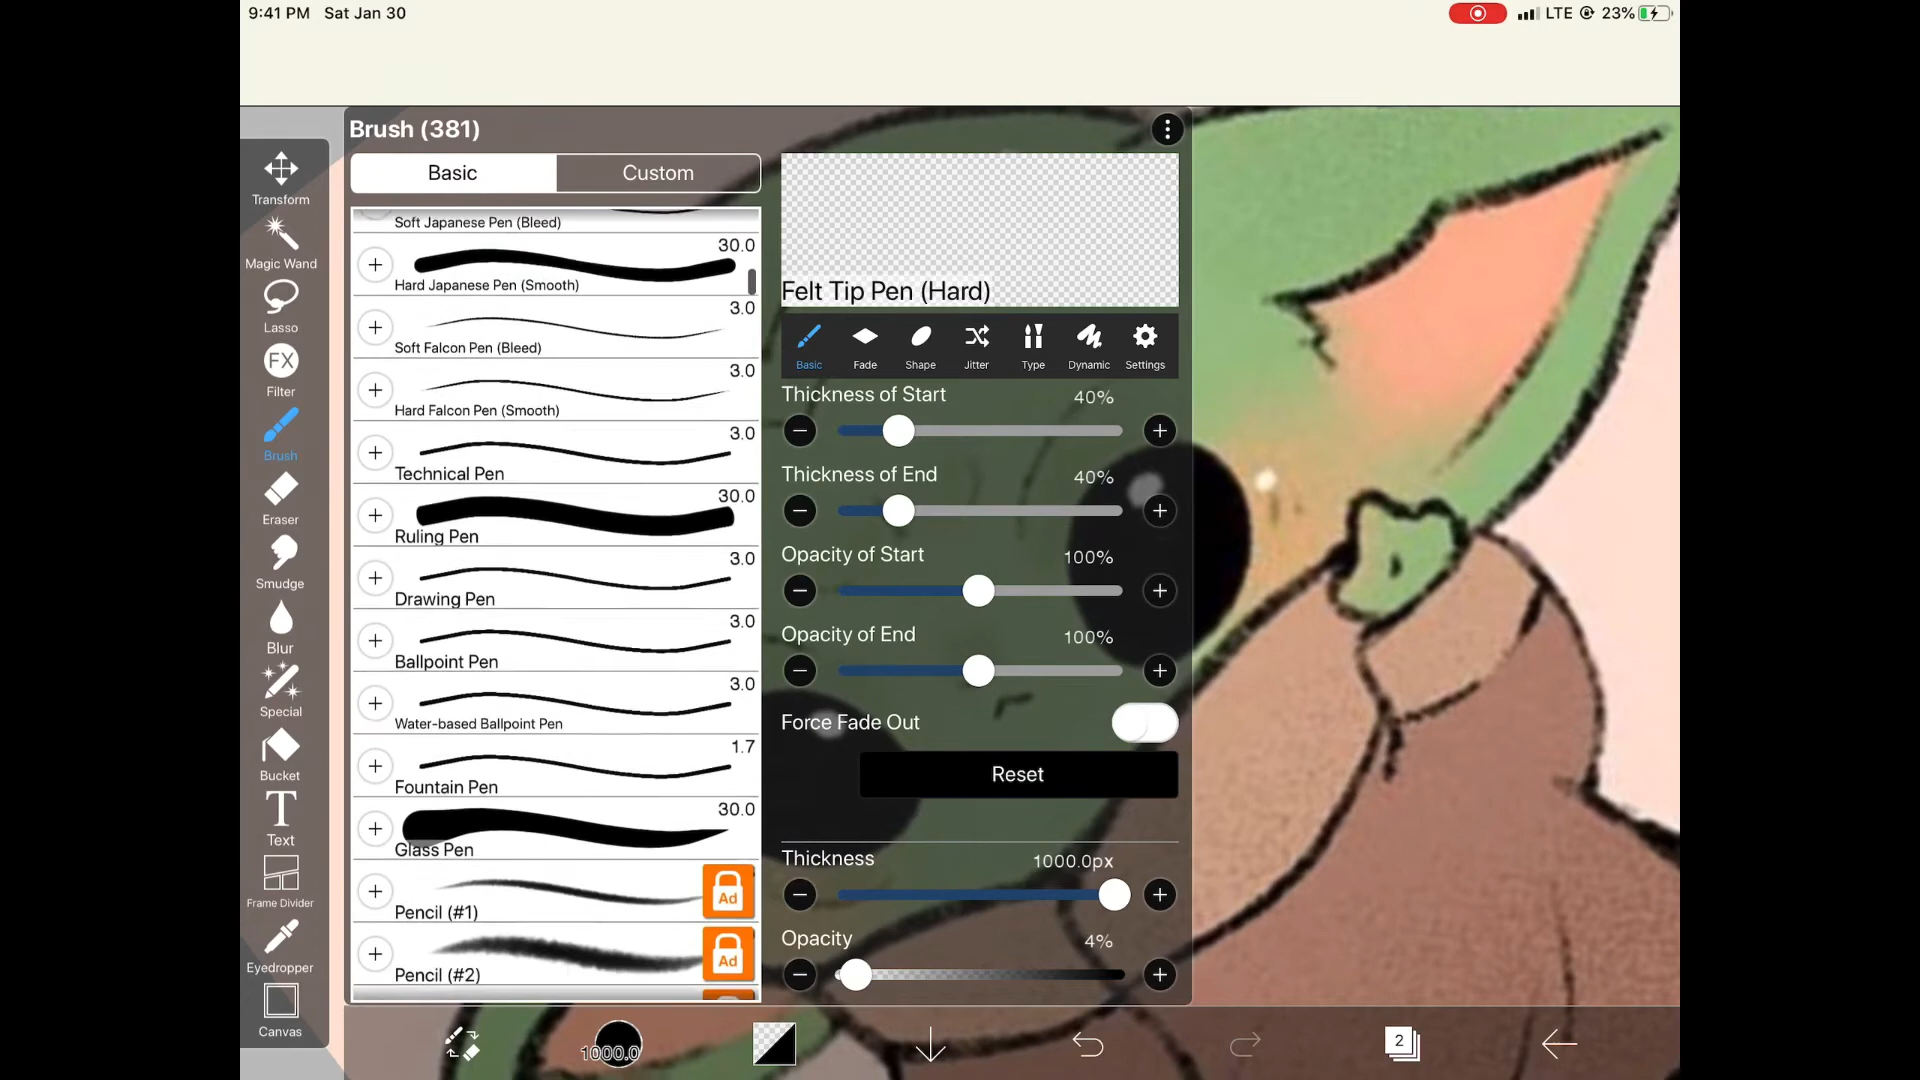 9:41 PM Sat Jan 30
LTE 23%
Brush (381)
Basic Custom
Soft Japanese Pen (Bleed)
30.0
Hard Japanese Pen (Smooth)
3.0
Soft Falcon Pen (Bleed)
3.0
Hard Falcon Pen (Smooth)
3.0
Technical Pen
30.0
Ruling Pen
3.0
Drawing Pen
3.0
Ballpoint Pen
3.0
Water-based Ballpoint Pen
1.7
Fountain Pen
30.0
Glass Pen
Ad
Pencil (#1)
Ad
Pencil (#2)
Felt Tip Pen (Hard)
Basic Fade Shape Jitter Type Dynamic Settings
Thickness of Start 40%
Thickness of End 40%
Opacity of Start 100%
Opacity of End 100%
Force Fade Out
Reset
Thickness 1000.0px
Opacity 4%
Transform
Magic Wand
Lasso
FX
Filter
Brush
Eraser
Smudge
Blur
Special
Bucket
T
Text
Frame Divider
Eyedropper
Canvas
1000.0
2